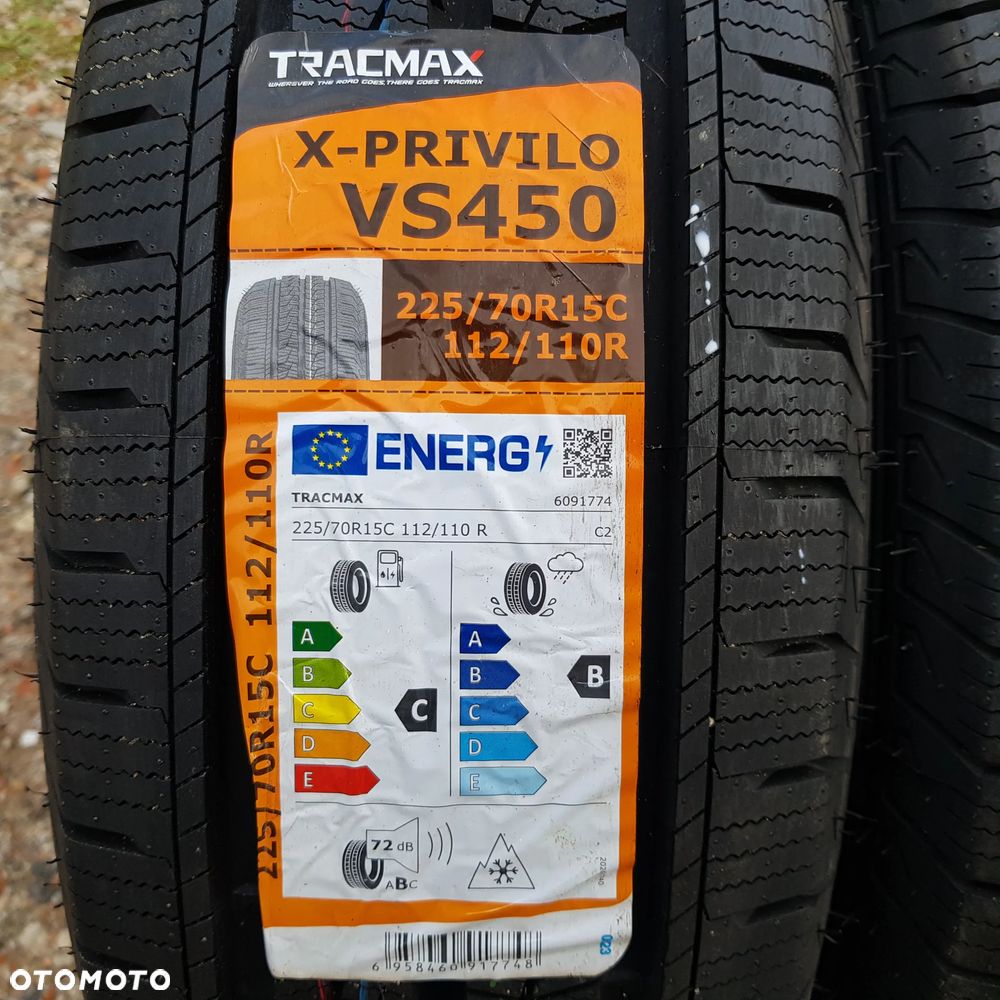 TRACMAX
WHEREVER THE ROAD GOES, THERE GOES TRACMAX
X-PRIVILO
VS450
225/70R15C
112/110R
225/70R15C 112/110R
ENERG
TRACMAX 6091774
225/70R15C 112/110 R C2
A A
B B B
C C C
D D
E E
72 dB
ABC
023
6 958460 917748
OTOMOTO